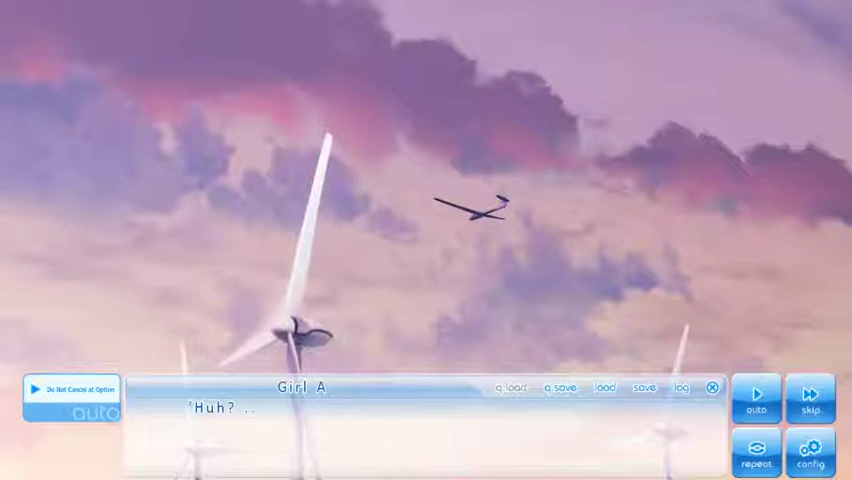 Do Not Cancel at Option
auto
Girl A
q.load q.save load save log
'Huh? ..
auto skip
repeat config